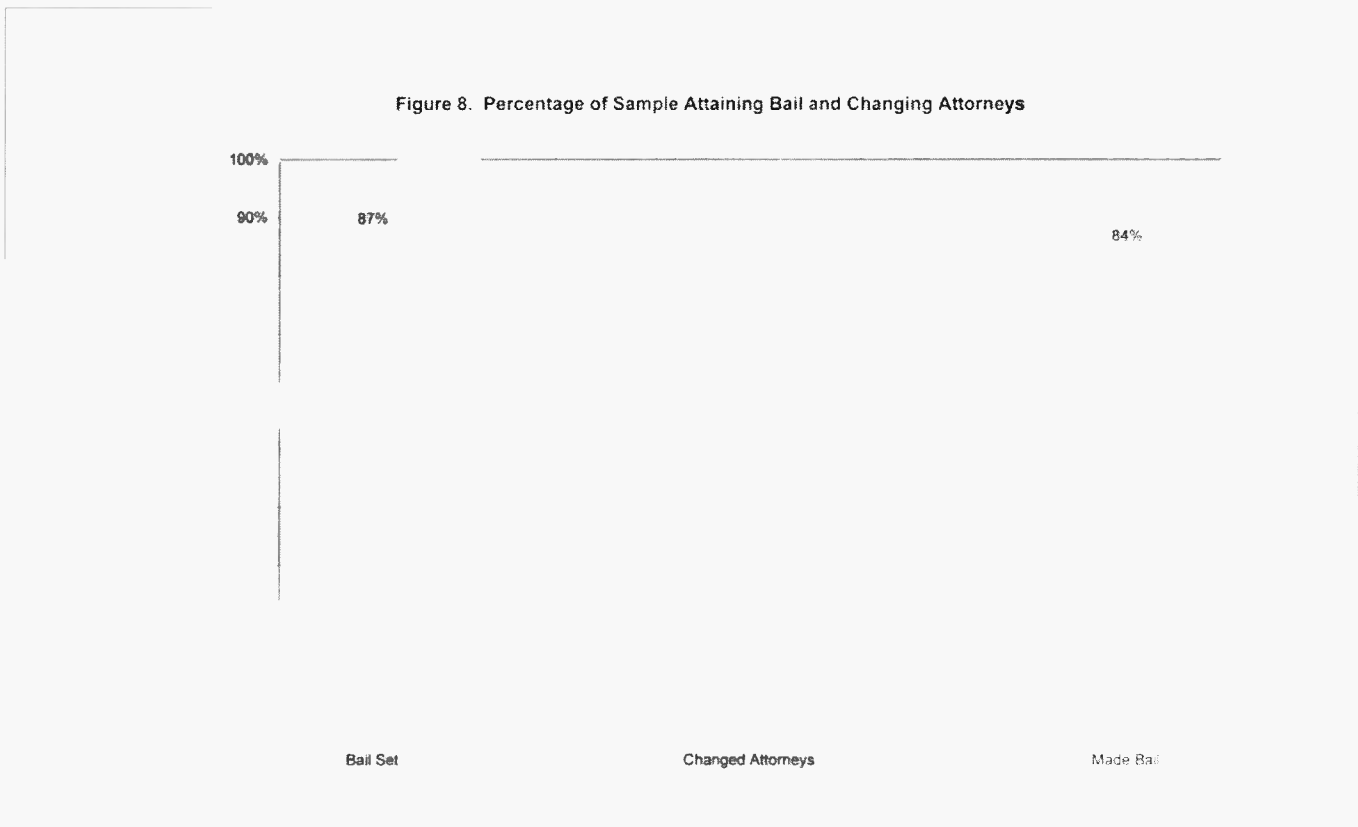 Figure 8. Percentage of Sample Attaining Bail and Changing Attorneys
100%
90%
87%
84%
Bail Set
Changed Attorneys
Made Bail